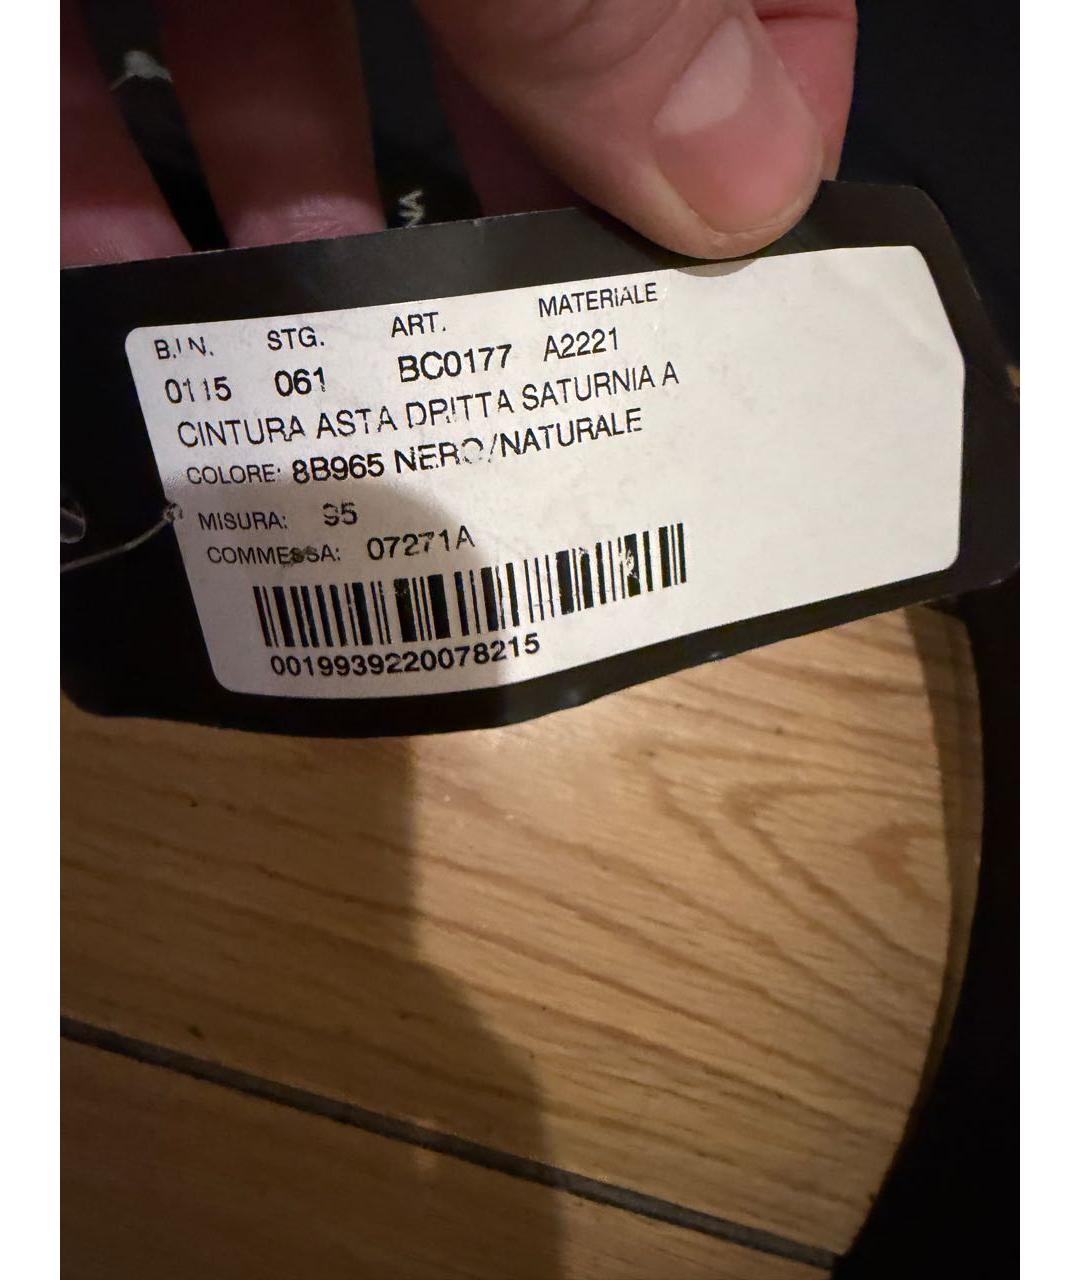 B.I N. STG. ART. MATERIALE
0115 061 BC0177 A2221
CINTURA ASTA DRITTA SATURNIA A
COLORE: 8B965 NERO/NATURALE
MISURA: 95
COMMESSA: 07271A
0019939220078215